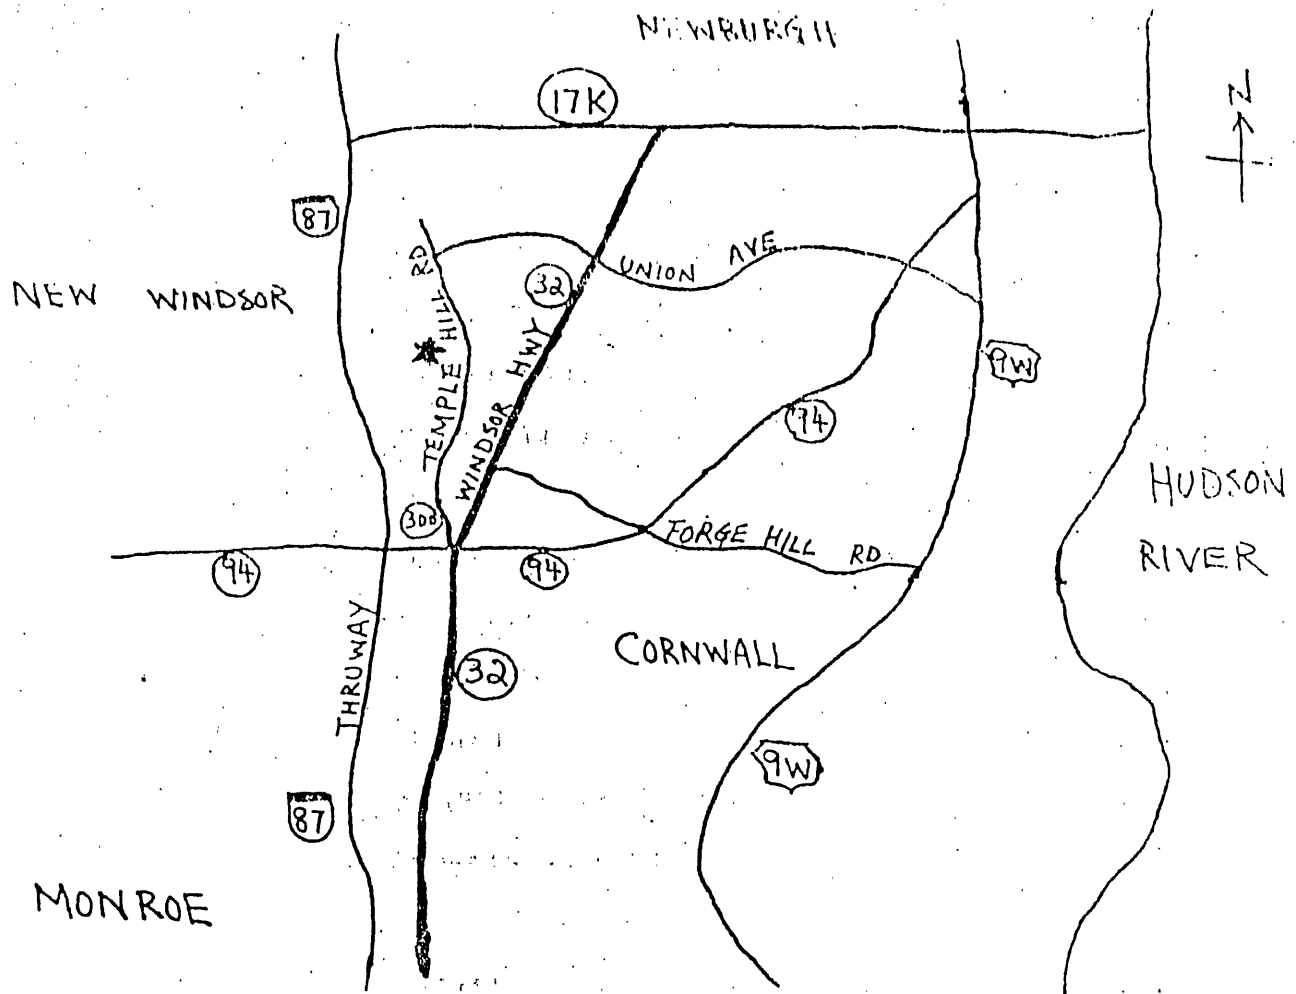 NEWBURGH
17K
N
87
RD
UNION AVE
32
NEW WINDSOR
TEMPLE HILL
WINDSOR HWY
9W
94
HUDSON
RIVER
300
FORGE HILL RD
94
94
CORNWALL
32
THRUWAY
9W
87
MONROE